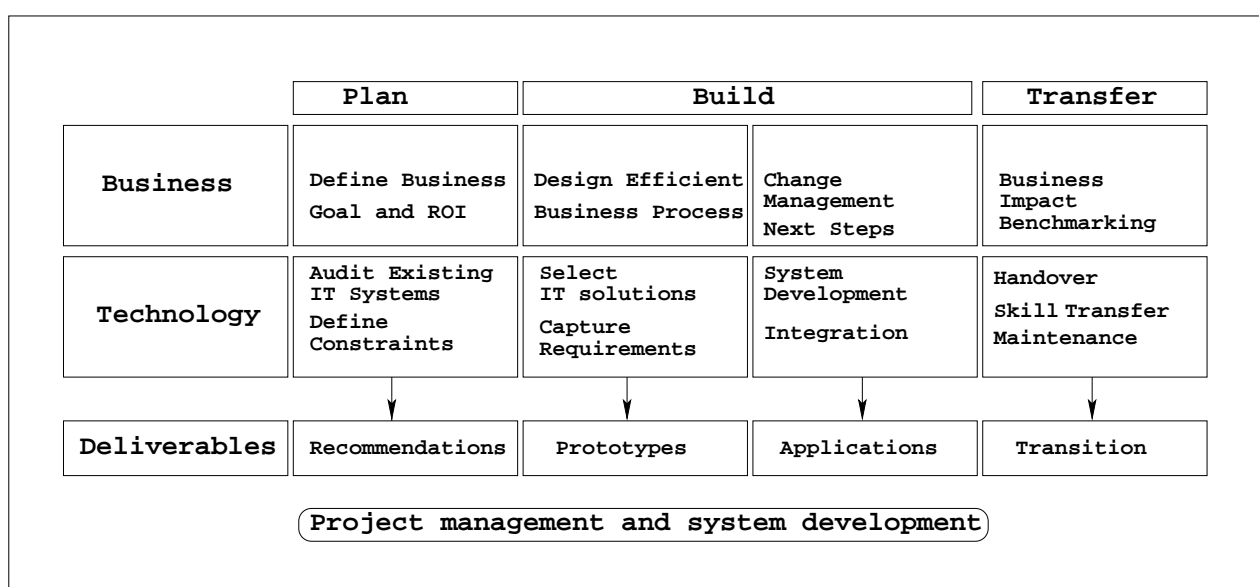 Plan
Build
Transfer
Business
Define Business
Goal and ROI
Design Efficient
Business Process
Change
Management
Next Steps
Business
Impact
Benchmarking
Technology
Audit Existing
IT Systems
Define
Constraints
Select
IT solutions
Capture
Requirements
System
Development
Integration
Handover
Skill Transfer
Maintenance
Deliverables
Recommendations
Prototypes
Applications
Transition
Project management and system development